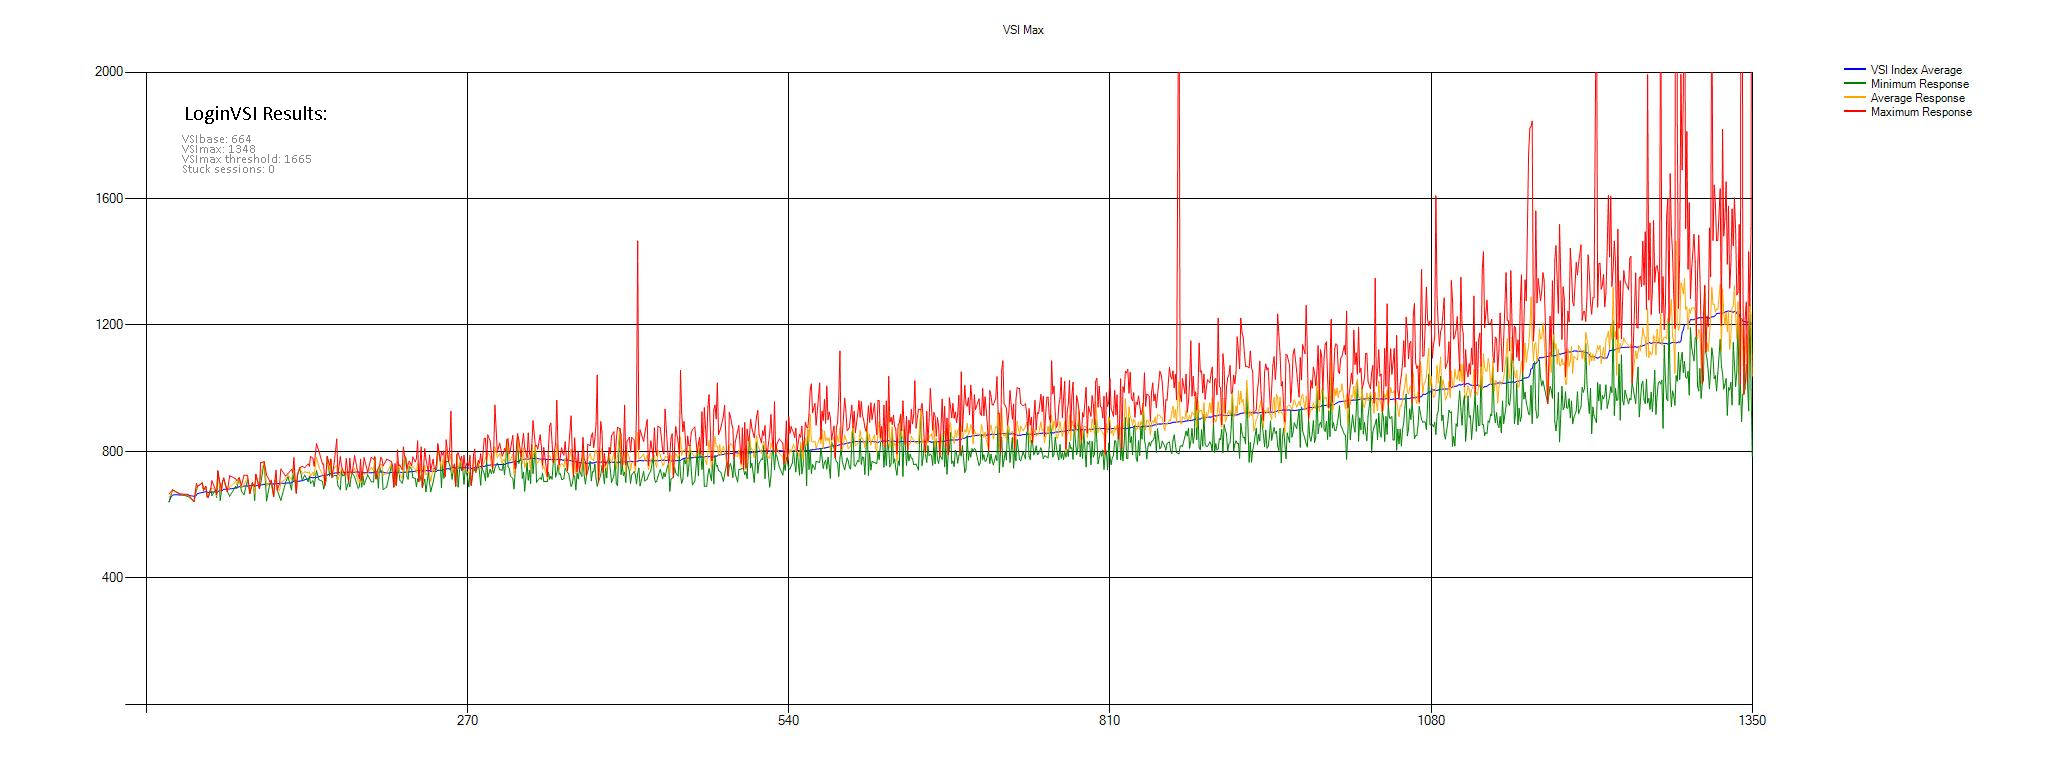 VSI Max
2000
1600
1200
800
400
270
540
810
1080
1350
LoginVSI Results:
VSIbase: 664
VSImax: 1348
VSImax threshold: 1665
Stuck sessions: 0
VSI Index Average
Minimum Response
Average Response
Maximum Response